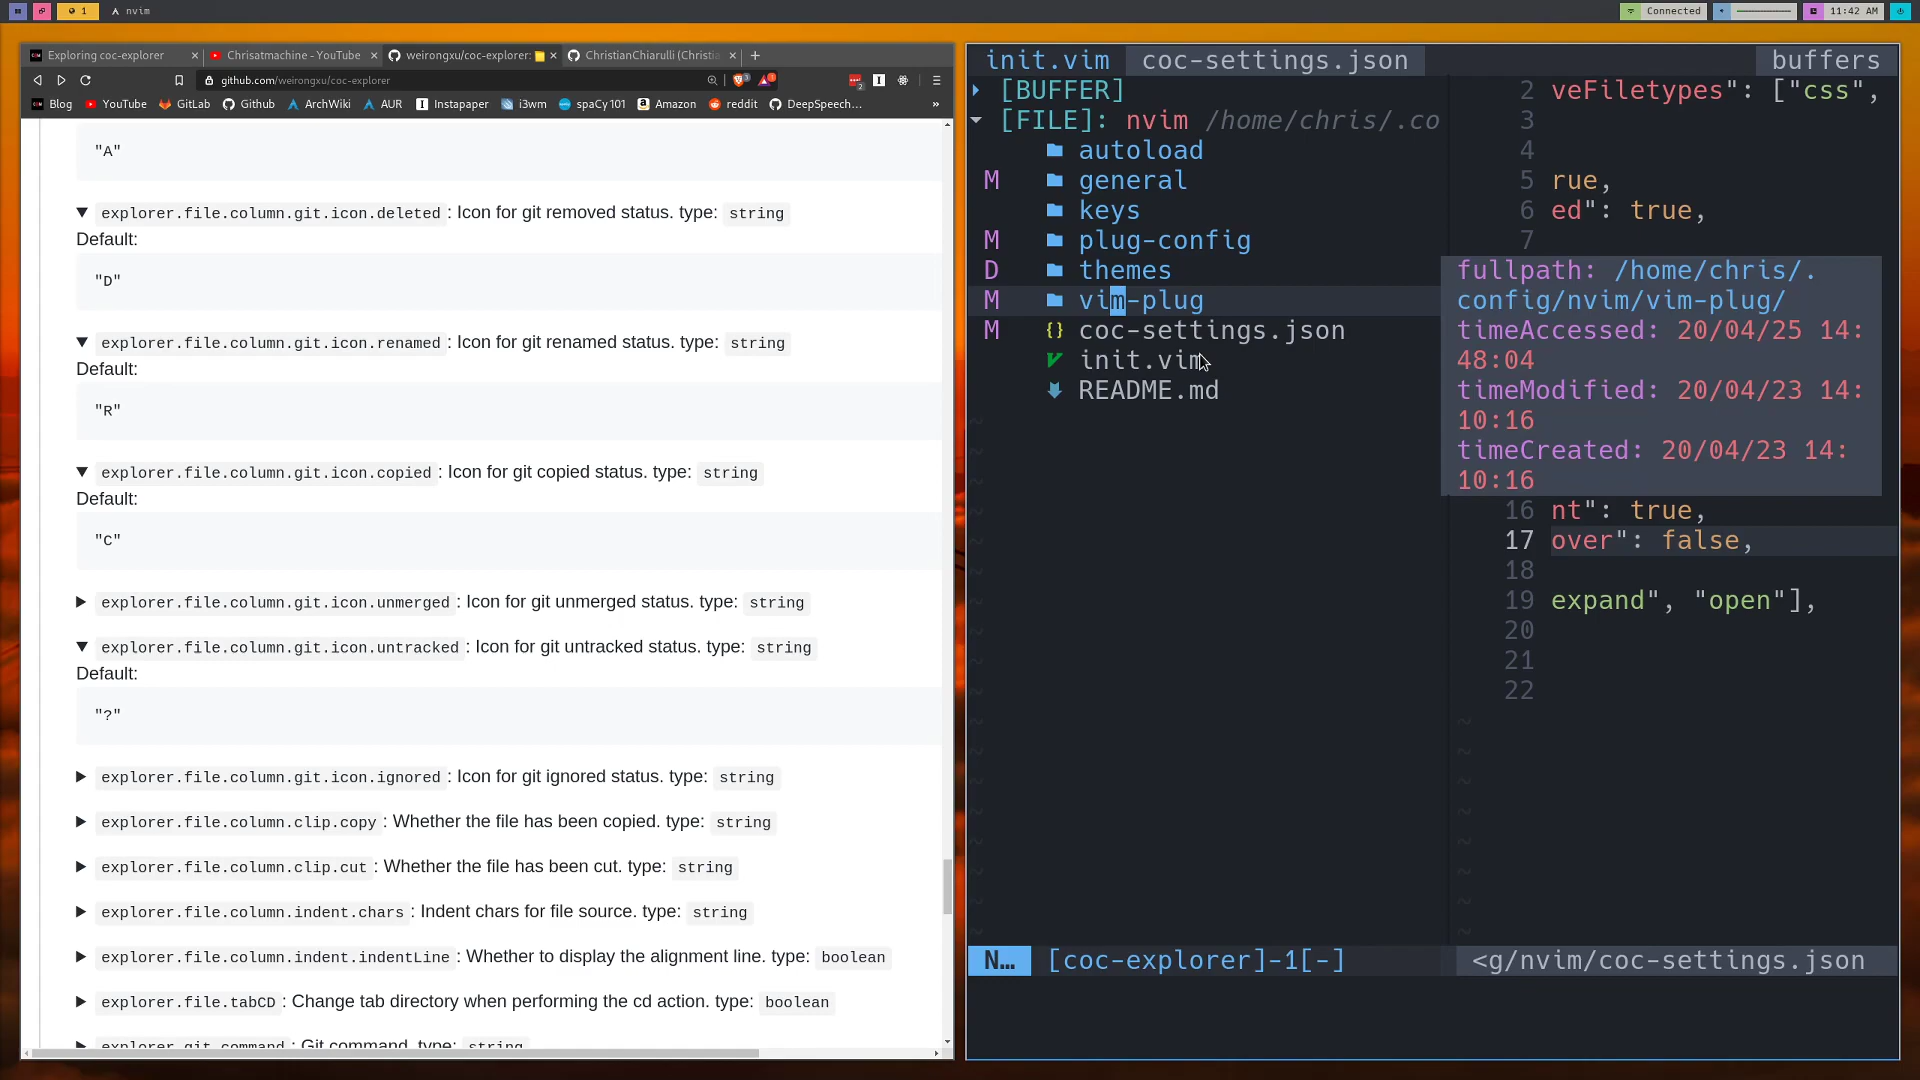 1 nvim Connected 11:42 AM
Exploring coc-explorer × Chrisatmachine - YouTube × weirongxu/coc-explorer: × ChristianChiarulli (Christia × +
github.com/weirongxu/coc-explorer
Blog YouTube GitLab Github ArchWiki AUR Instapaper i3wm spaCy 101 Amazon reddit DeepSpeech… »
"A"
explorer.file.column.git.icon.deleted: Icon for git removed status. type: string
Default:
"D"
explorer.file.column.git.icon.renamed: Icon for git renamed status. type: string
Default:
"R"
explorer.file.column.git.icon.copied: Icon for git copied status. type: string
Default:
"C"
explorer.file.column.git.icon.unmerged: Icon for git unmerged status. type: string
explorer.file.column.git.icon.untracked: Icon for git untracked status. type: string
Default:
"?"
explorer.file.column.git.icon.ignored: Icon for git ignored status. type: string
explorer.file.column.clip.copy: Whether the file has been copied. type: string
explorer.file.column.clip.cut: Whether the file has been cut. type: string
explorer.file.column.indent.chars: Indent chars for file source. type: string
explorer.file.column.indent.indentLine: Whether to display the alignment line. type: boolean
explorer.file.tabCD: Change tab directory when performing the cd action. type: boolean
explorer.git.command: Git command. type: string
init.vim coc-settings.json buffers
[BUFFER]
[FILE]: nvim /home/chris/.co
autoload
M general
keys
M plug-config
D themes
M vim-plug
M {} coc-settings.json
init.vim
README.md
2 veFiletypes": ["css",
3
4
5 rue,
6 ed": true,
7
fullpath: /home/chris/.
config/nvim/vim-plug/
timeAccessed: 20/04/25 14:
48:04
timeModified: 20/04/23 14:
10:16
timeCreated: 20/04/23 14:
10:16
16 nt": true,
17 over": false,
18
19 expand", "open"],
20
21
22
N… [coc-explorer]-1[-] <g/nvim/coc-settings.json